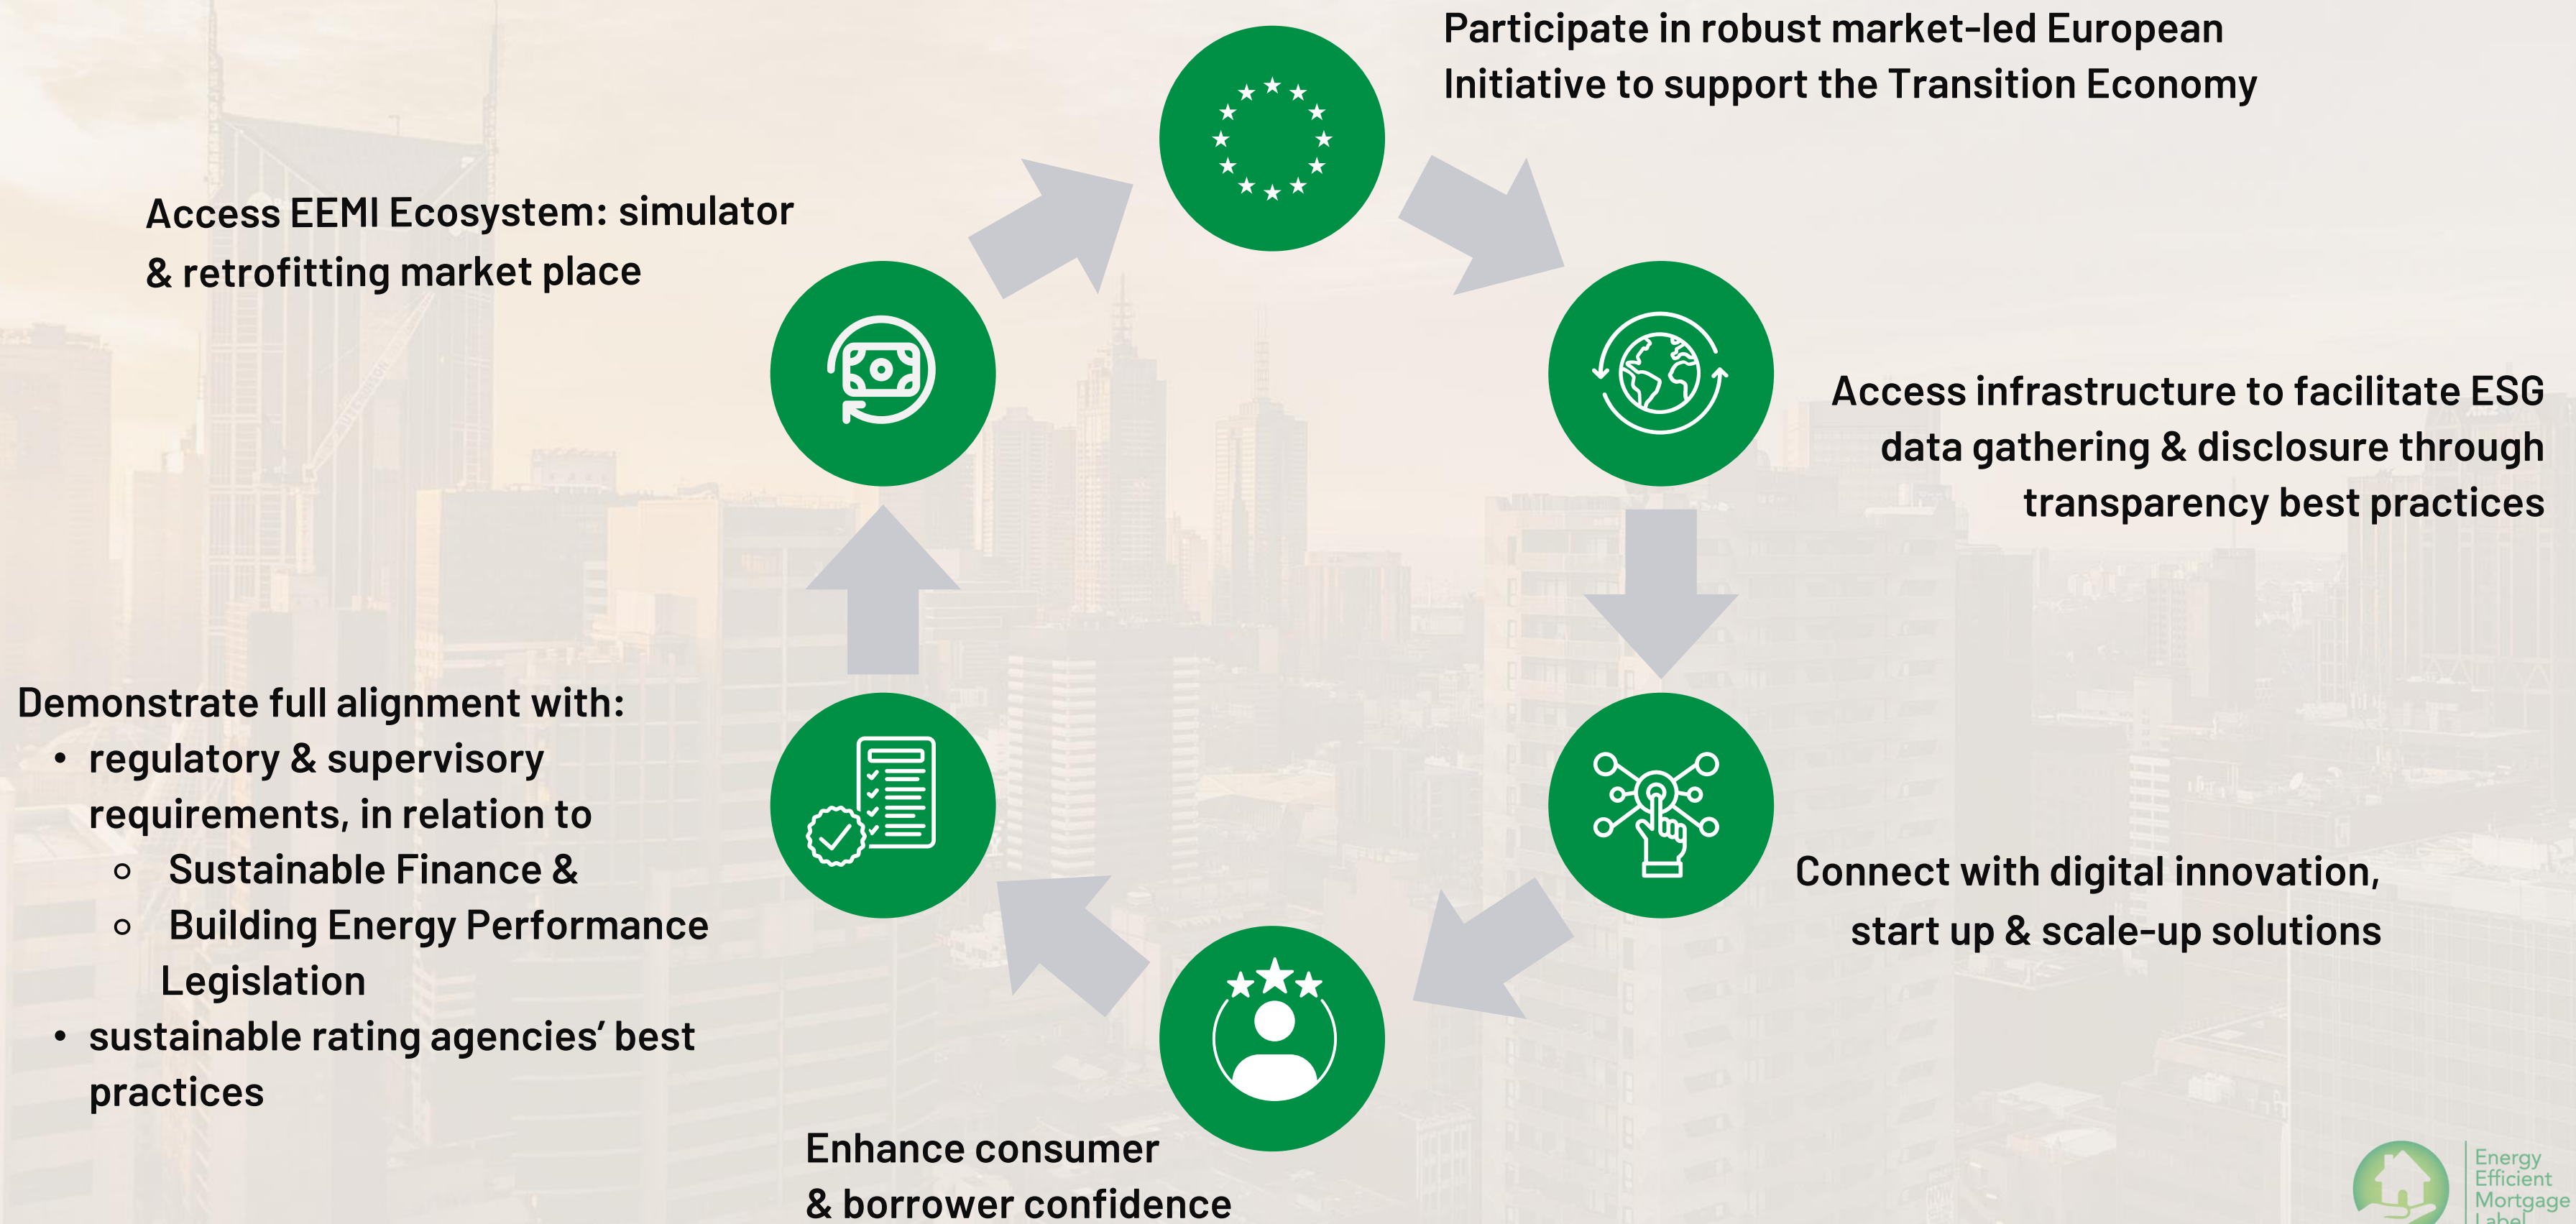 Participate in robust market-led European
Initiative to support the Transition Economy
Access infrastructure to facilitate ESG
data gathering & disclosure through
transparency best practices
Connect with digital innovation,
start up & scale-up solutions
Enhance consumer
& borrower confidence
Demonstrate full alignment with:
• regulatory & supervisory
requirements, in relation to
○ Sustainable Finance &
○ Building Energy Performance
Legislation
• sustainable rating agencies’ best
practices
Access EEMI Ecosystem: simulator
& retrofitting market place
Energy
Efficient
Mortgage
Label